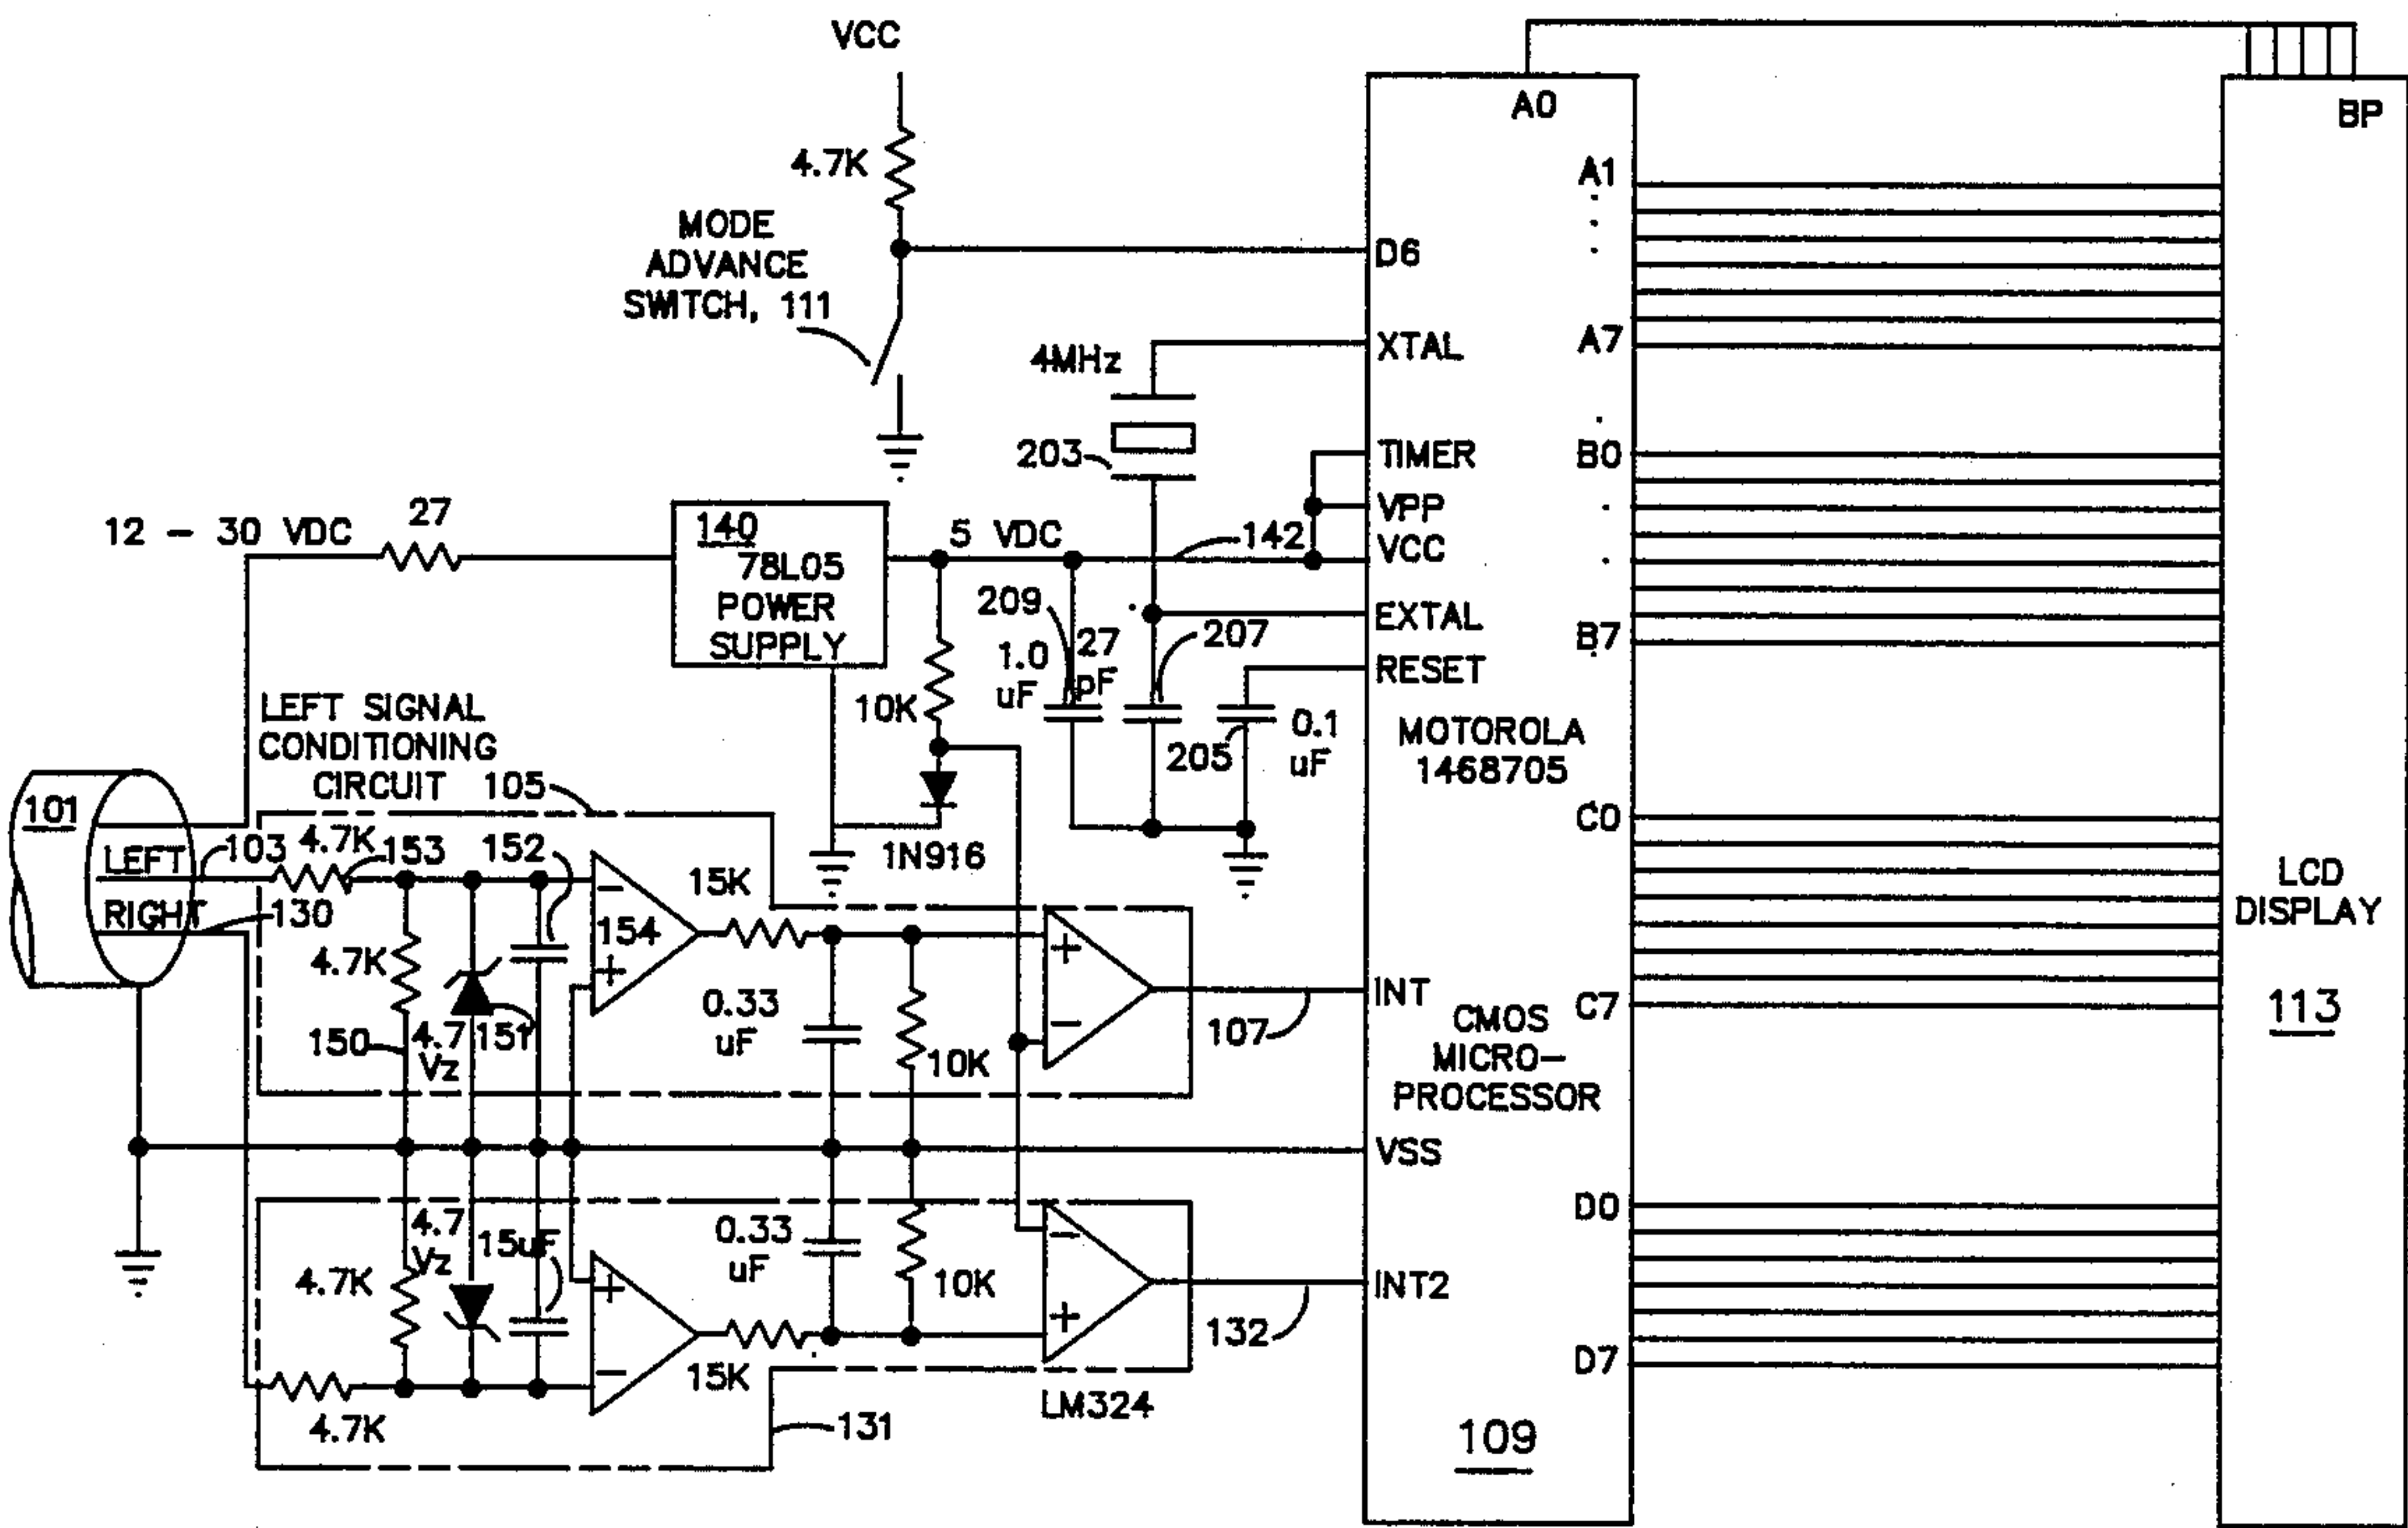 VCC
A0
BP
4.7K
A1
MODE
ADVANCE
SWITCH, 111
D6
XTAL
A7
4MHz
203
TIMER
B0
VPP
VCC
12 - 30 VDC
27
140
78L05
POWER
SUPPLY
5 VDC
142
EXTAL
B7
209
1.0
uF
27
pF
207
RESET
10K
205
0.1
uF
MOTOROLA
1468705
LEFT SIGNAL
CONDITIONING
CIRCUIT 105
1N916
C0
101
LEFT
103
4.7K
153
152
RIGHT
130
15K
LCD
DISPLAY
113
4.7K
154
-
+
+
-
150
4.7
Vz
151
0.33
uF
10K
107
INT
C7
CMOS
MICRO-
PROCESSOR
VSS
D0
4.7
Vz
15uF
0.33
uF
10K
-
+
4.7K
+
-
132
INT2
15K
D7
4.7K
131
LM324
109